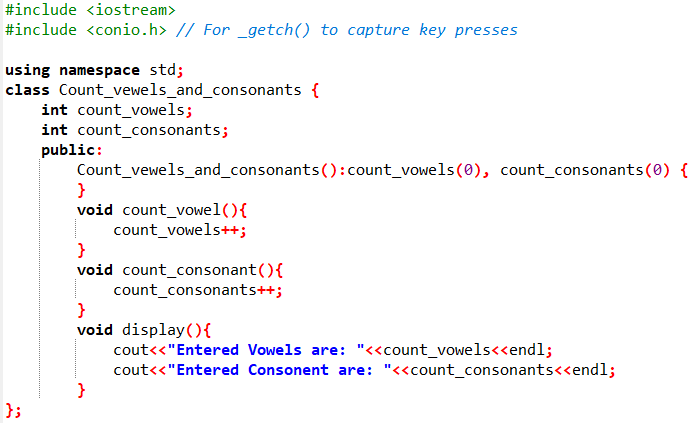 #include <iostream>
#include <conio.h> // For _getch() to capture key presses

using namespace std;
class Count_vewels_and_consonants {
    int count_vowels;
    int count_consonants;
    public:
        Count_vewels_and_consonants():count_vowels(0), count_consonants(0) {
        }
        void count_vowel(){
            count_vowels++;
        }
        void count_consonant(){
            count_consonants++;
        }
        void display(){
            cout<<"Entered Vowels are: "<<count_vowels<<endl;
            cout<<"Entered Consonent are: "<<count_consonants<<endl;
        }
};